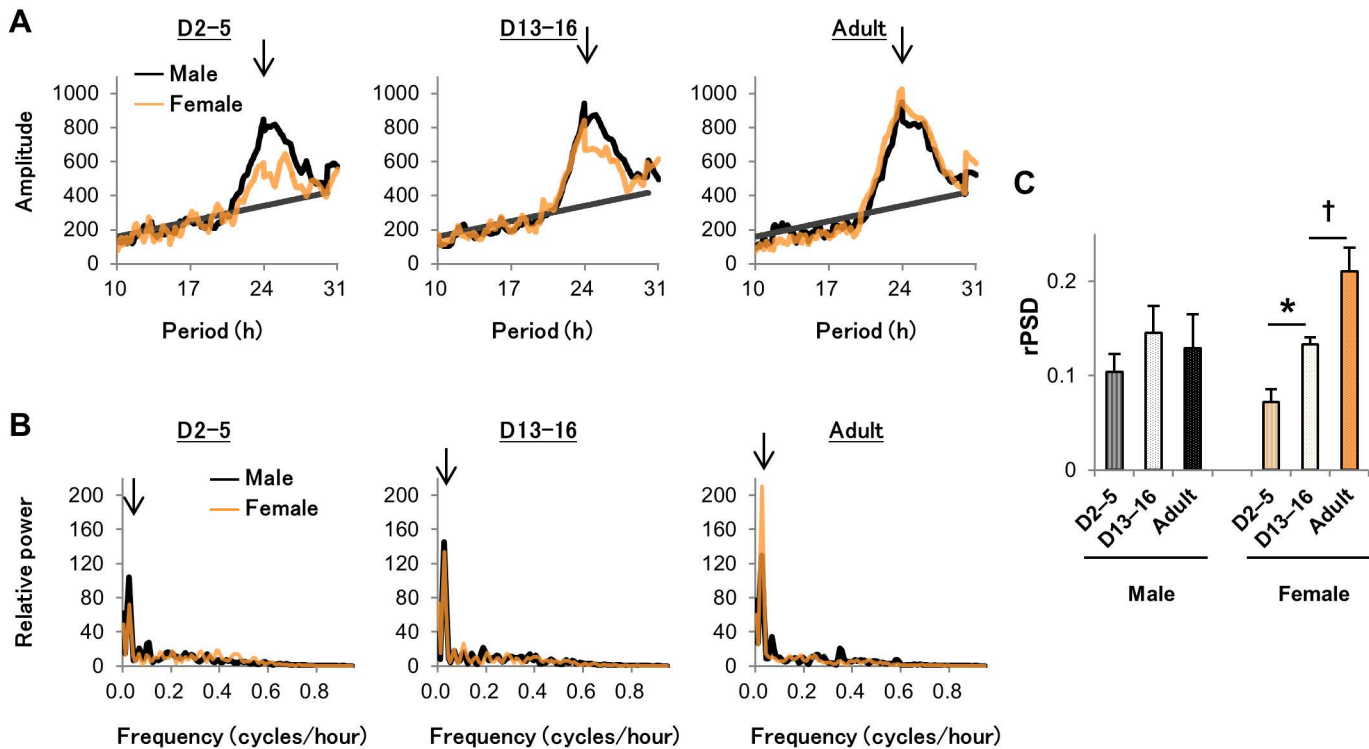 A
D2-5
D13-16
Adult
Male
Female
Amplitude
1000
800
600
400
200
0
10
17
24
31
Period (h)
1000
800
600
400
200
0
10
17
24
31
Period (h)
1000
800
600
400
200
0
10
17
24
31
Period (h)
B
D2-5
D13-16
Adult
Male
Female
Relative power
200
160
120
80
40
0
0.0
0.2
0.4
0.6
0.8
Frequency (cycles/hour)
200
160
120
80
40
0
0.0
0.2
0.4
0.6
0.8
Frequency (cycles/hour)
200
160
120
80
40
0
0.0
0.2
0.4
0.6
0.8
Frequency (cycles/hour)
C
rPSD
0.2
0.1
0
*
†
D2–5
D13–16
Adult
D2–5
D13–16
Adult
Male
Female